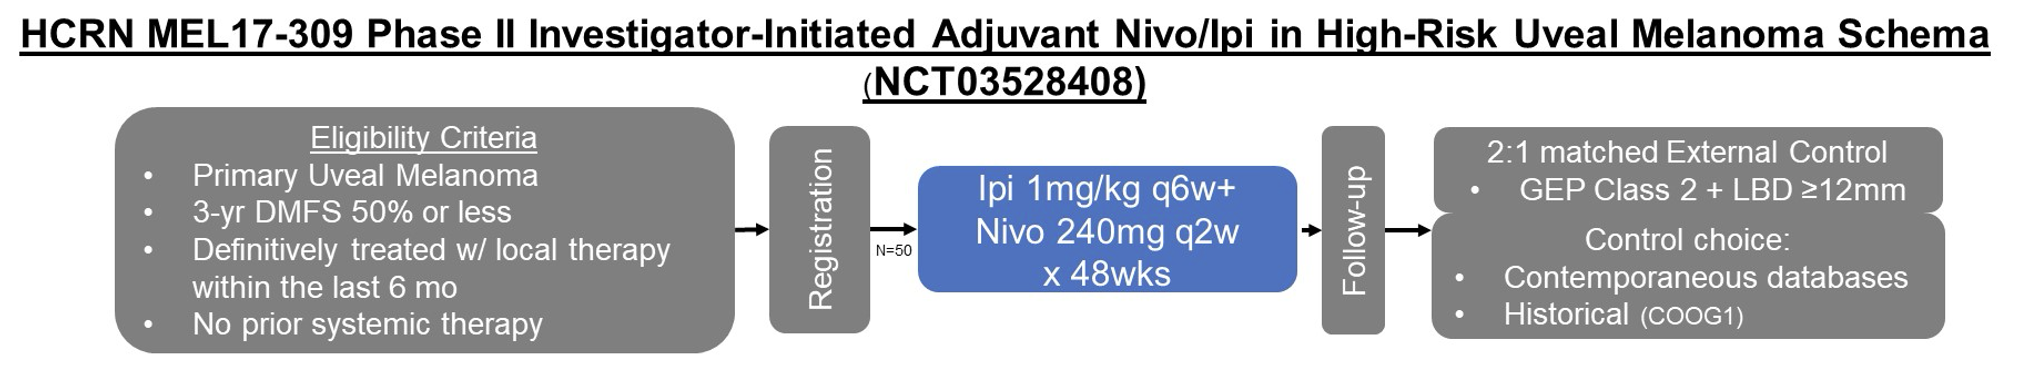 HCRN MEL17-309 Phase II Investigator-Initiated Adjuvant Nivo/Ipi in High-Risk Uveal Melanoma Schema
(NCT03528408)
Eligibility Criteria
• Primary Uveal Melanoma
• 3-yr DMFS 50% or less
• Definitively treated w/ local therapy
within the last 6 mo
• No prior systemic therapy
Registration
N=50
Ipi 1mg/kg q6w+
Nivo 240mg q2w
x 48wks
Follow-up
2:1 matched External Control
• GEP Class 2 + LBD ≥12mm
Control choice:
• Contemporaneous databases
• Historical (COOG1)